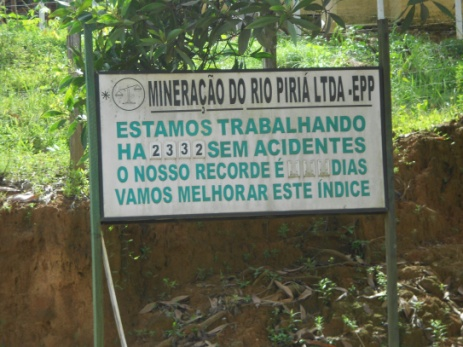 MINERAÇÃO DO RIO PIRIÁ LTDA-EPP
ESTAMOS TRABALHANDO
HA 2332 SEM ACIDENTES
O NOSSO RECORDE É DIAS
VAMOS MELHORAR ESTE ÍNDICE